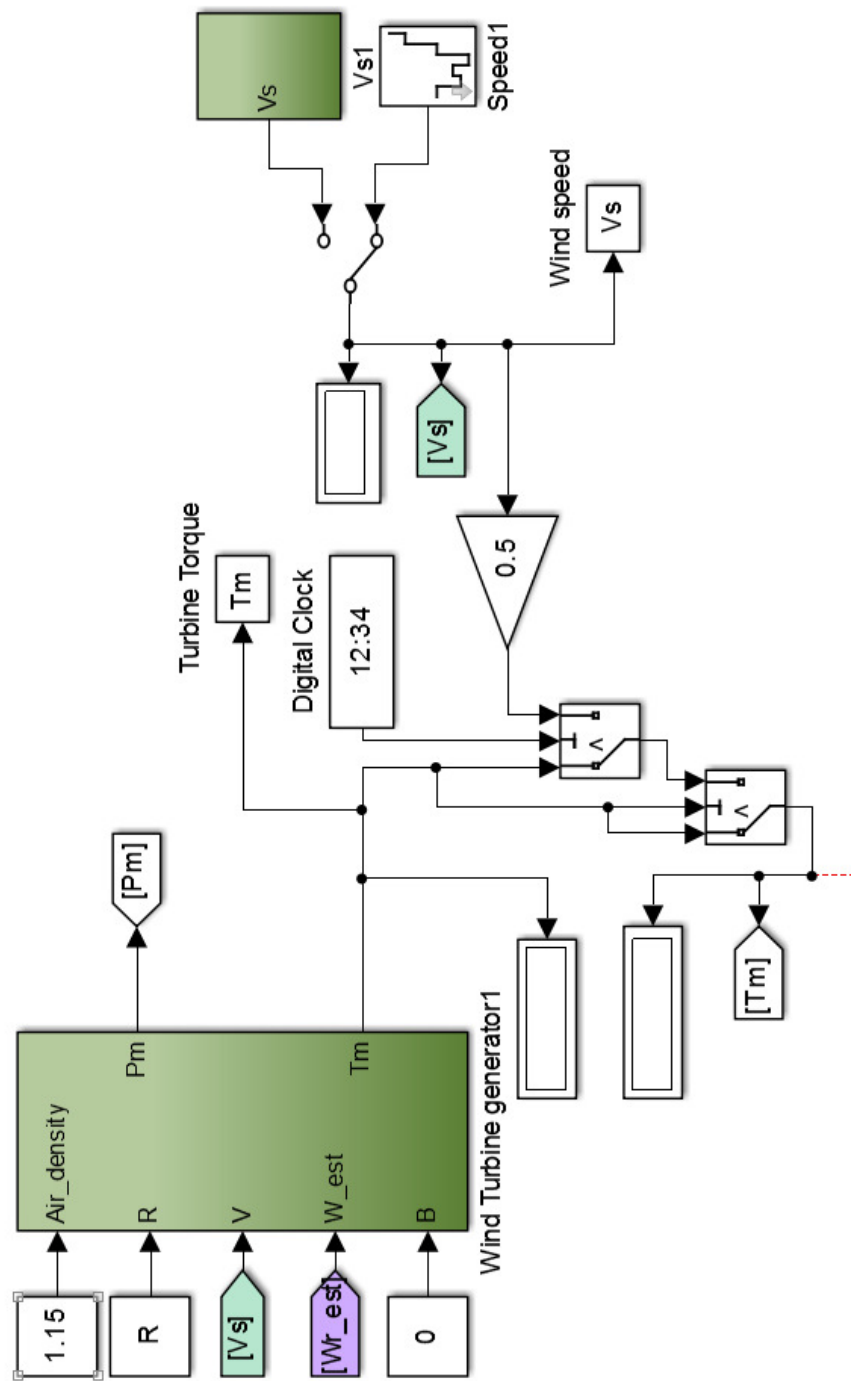 1.15
R
[Vs]
[Wr_est]
0
Air_density
R
V
W_est
B
Pm
Tm
Wind Turbine generator1
[Pm]
Turbine Torque
Tm
Digital Clock
12:34
0.5
[Tm]
[Vs]
Wind speed
Vs
Vs
Vs1
Speed1